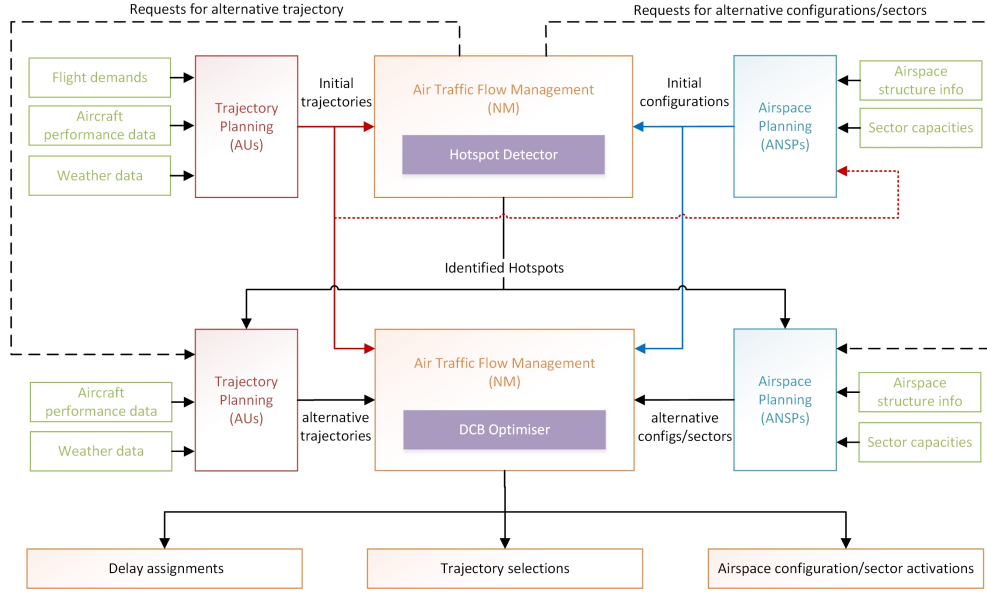 Requests for alternative trajectory
Requests for alternative configurations/sectors
Flight demands
Aircraft
performance data
Weather data
Trajectory
Planning
(AUs)
Initial
trajectories
Air Traffic Flow Management
(NM)
Hotspot Detector
Initial
configurations
Airspace
Planning
(ANSPs)
Airspace
structure info
Sector capacities
Identified Hotspots
Aircraft
performance data
Weather data
Trajectory
Planning
(AUs)
alternative
trajectories
Air Traffic Flow Management
(NM)
DCB Optimiser
alternative
configs/sectors
Airspace
Planning
(ANSPs)
Airspace
structure info
Sector capacities
Delay assignments
Trajectory selections
Airspace configuration/sector activations